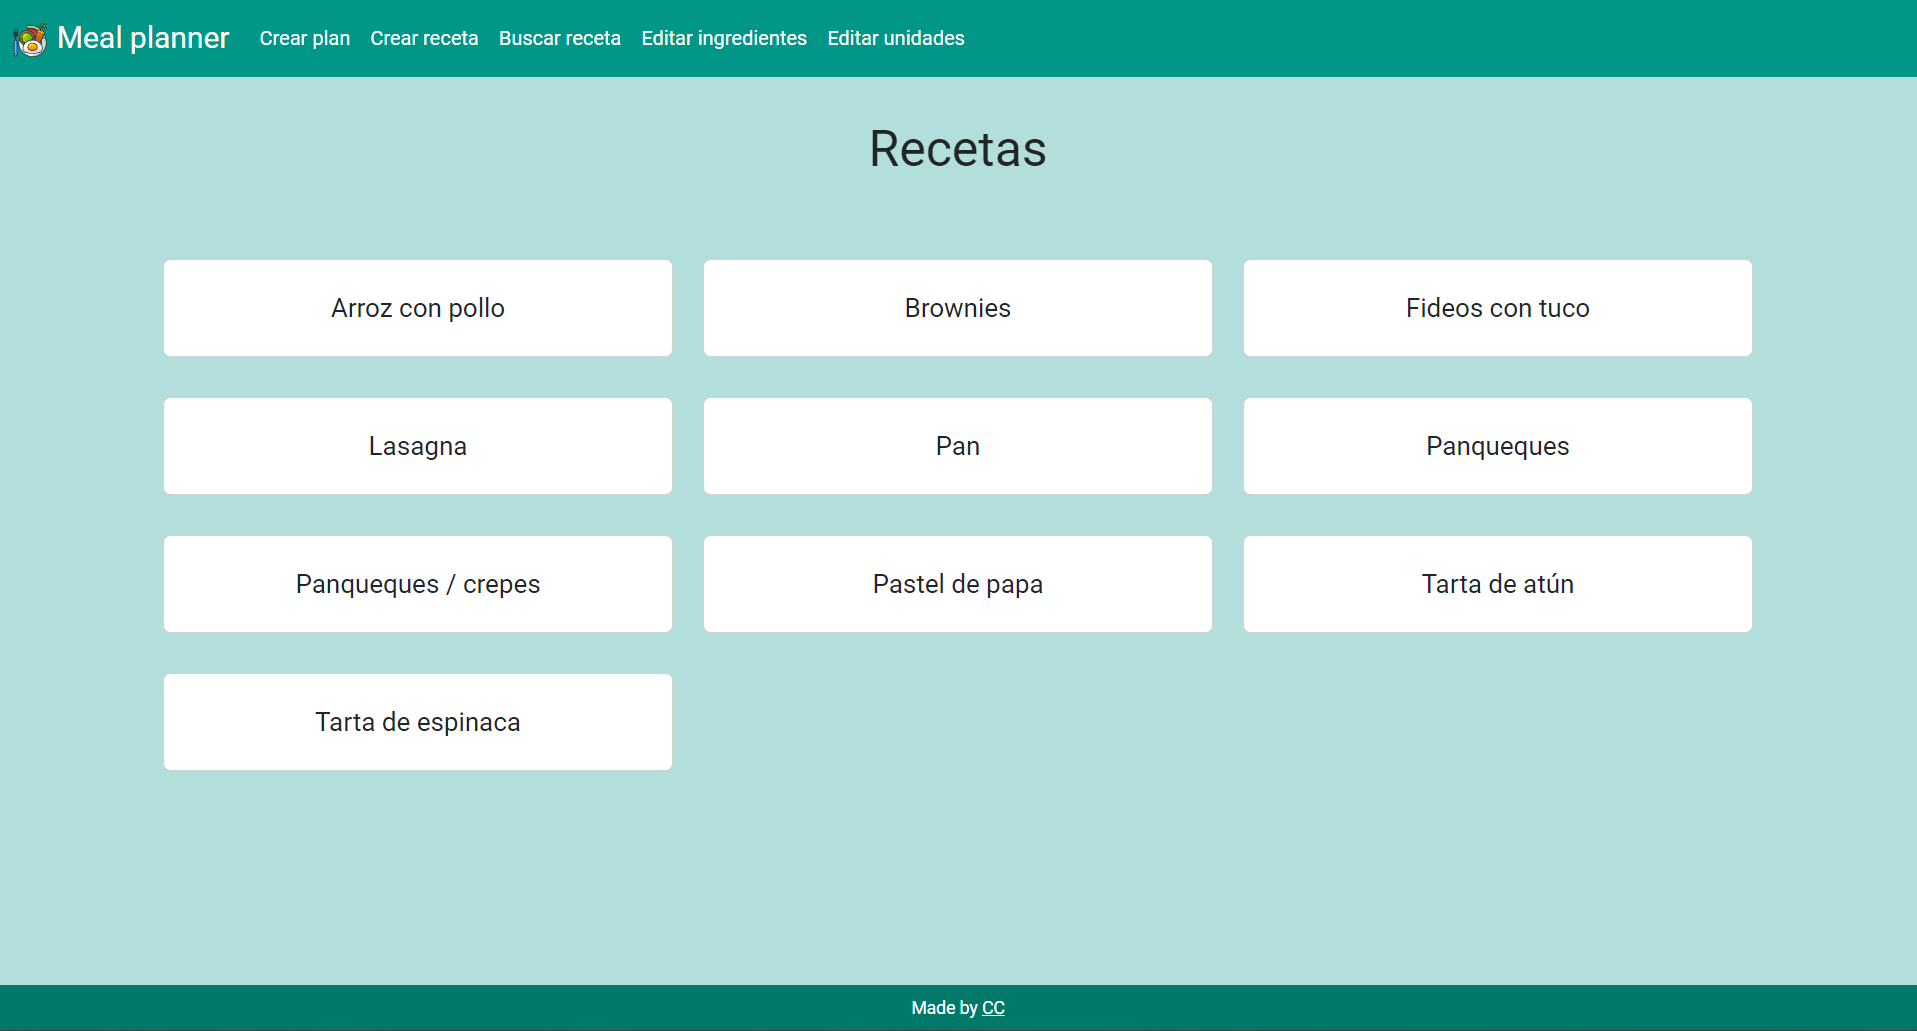 Meal planner Crear plan Crear receta Buscar receta Editar ingredientes Editar unidades
Recetas
Arroz con pollo
Brownies
Fideos con tuco
Lasagna
Pan
Panqueques
Panqueques / crepes
Pastel de papa
Tarta de atún
Tarta de espinaca
Made by CC